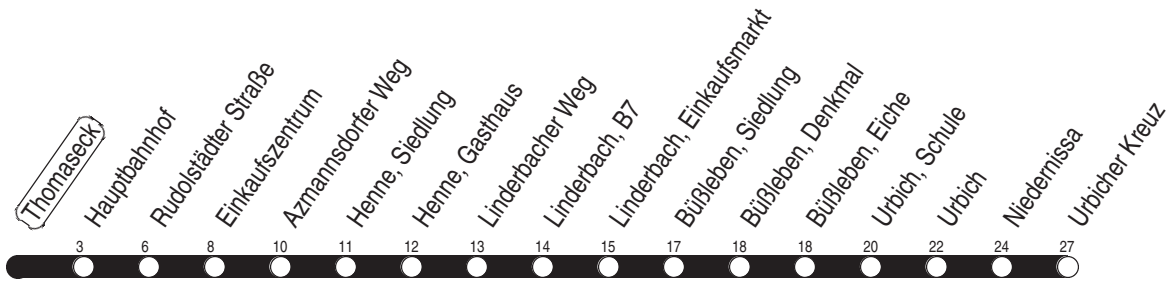 Thomaseck
Hauptbahnhof
Rudolstädter Straße
Einkaufszentrum
Azmannsdorfer Weg
Henne, Siedlung
Henne, Gasthaus
Linderbacher Weg
Linderbach, B7
Linderbach, Einkaufsmarkt
Büßleben, Siedlung
Büßleben, Denkmal
Büßleben, Eiche
Urbich, Schule
Urbich
Niedernissa
Urbicher Kreuz
3 6 8 10 11 12 13 14 15 17 18 18 20 22 24 27